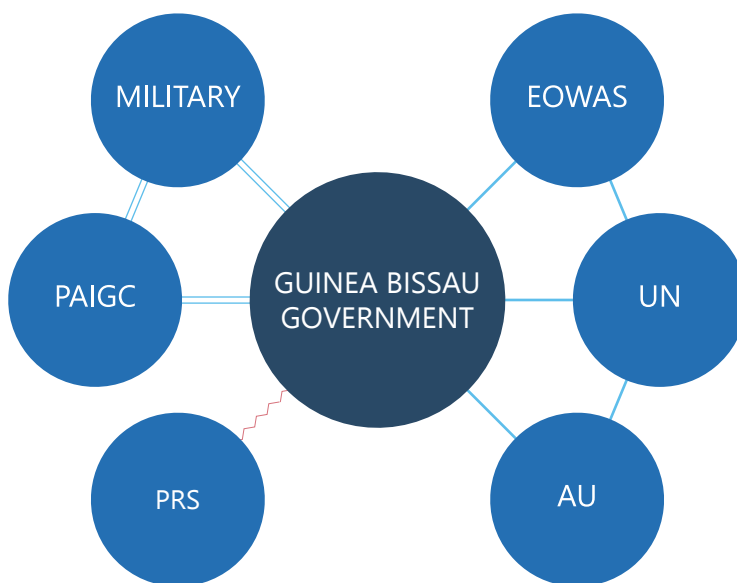 MILITARY
EOWAS
PAIGC
GUINEA BISSAU
GOVERNMENT
UN
PRS
AU